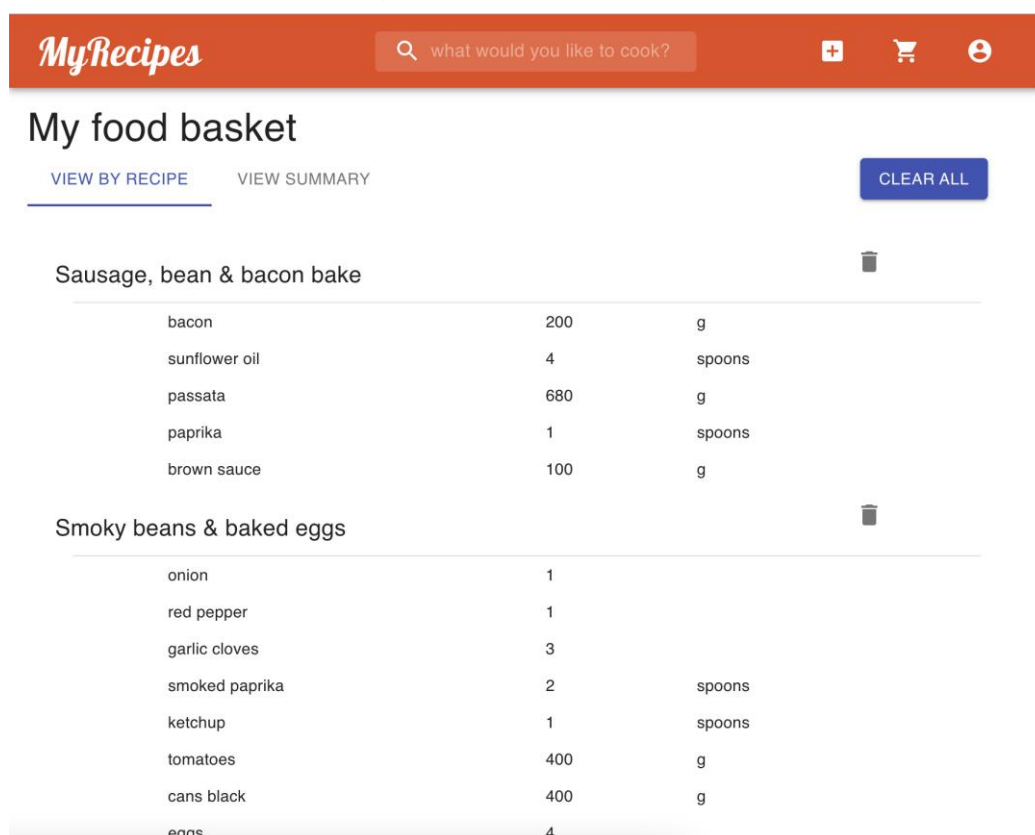 MyRecipes
what would you like to cook?
My food basket
VIEW BY RECIPE VIEW SUMMARY CLEAR ALL
Sausage, bean & bacon bake
bacon 200 g
sunflower oil 4 spoons
passata 680 g
paprika 1 spoons
brown sauce 100 g
Smoky beans & baked eggs
onion 1
red pepper 1
garlic cloves 3
smoked paprika 2 spoons
ketchup 1 spoons
tomatoes 400 g
cans black 400 g
eggs 4